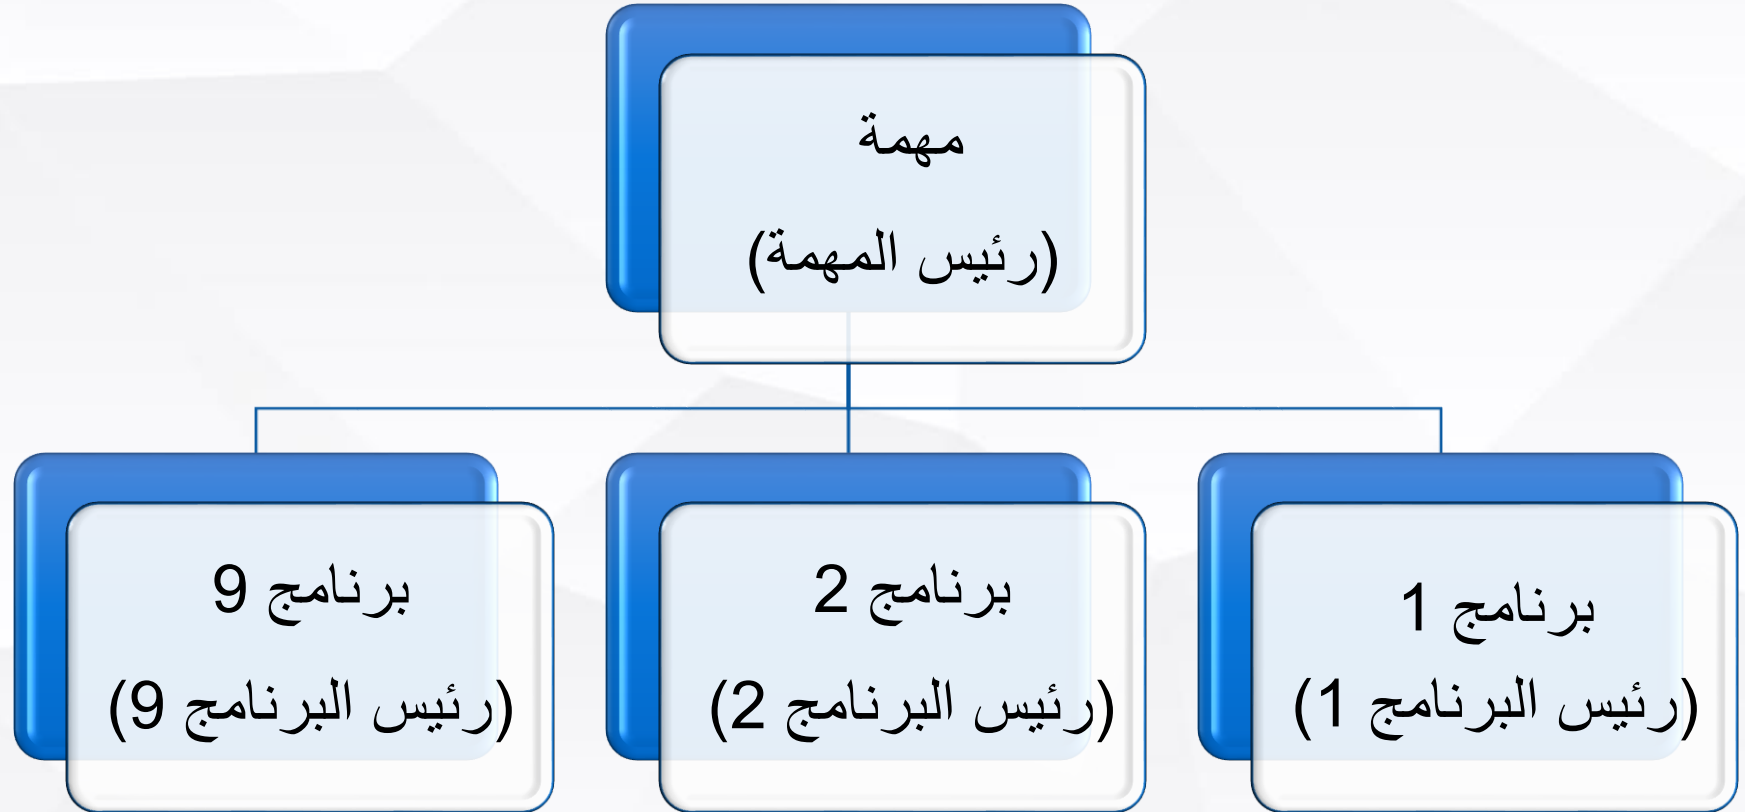 مهمة
(رئيس المهمة)
برنامج 1
(رئيس البرنامج 1)
برنامج 2
(رئيس البرنامج 2)
برنامج 9
(رئيس البرنامج 9)